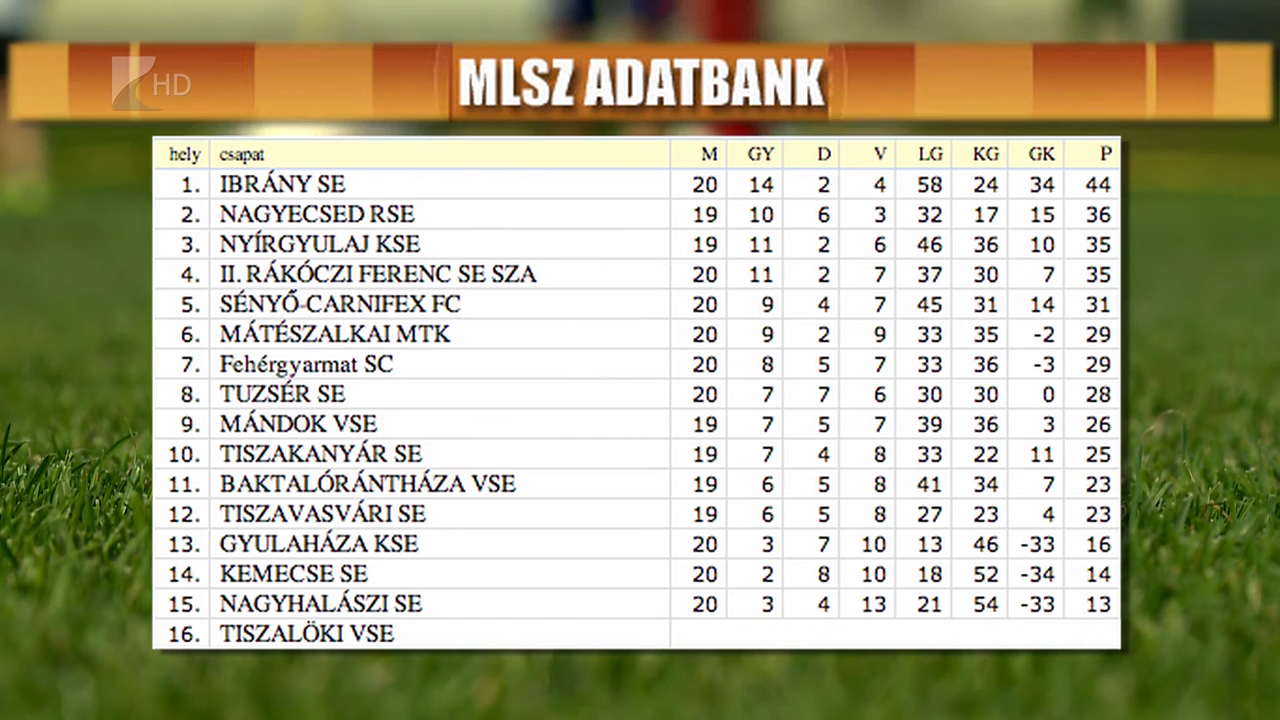 HD
MLSZ ADATBANK
hely csapat M GY D V LG KG GK P
1. IBRÁNY SE 20 14 2 4 58 24 34 44
2. NAGYECSED RSE 19 10 6 3 32 17 15 36
3. NYÍRGYULAJ KSE 19 11 2 6 46 36 10 35
4. II. RÁKÓCZI FERENC SE SZA 20 11 2 7 37 30 7 35
5. SÉNYŐ-CARNIFEX FC 20 9 4 7 45 31 14 31
6. MÁTÉSZALKAI MTK 20 9 2 9 33 35 -2 29
7. Fehérgyarmat SC 20 8 5 7 33 36 -3 29
8. TUZSÉR SE 20 7 7 6 30 30 0 28
9. MÁNDOK VSE 19 7 5 7 39 36 3 26
10. TISZAKANYÁR SE 19 7 4 8 33 22 11 25
11. BAKTALÓRÁNTHÁZA VSE 19 6 5 8 41 34 7 23
12. TISZAVASVÁRI SE 19 6 5 8 27 23 4 23
13. GYULAHÁZA KSE 20 3 7 10 13 46 -33 16
14. KEMECSE SE 20 2 8 10 18 52 -34 14
15. NAGYHALÁSZI SE 20 3 4 13 21 54 -33 13
16. TISZALÖKI VSE